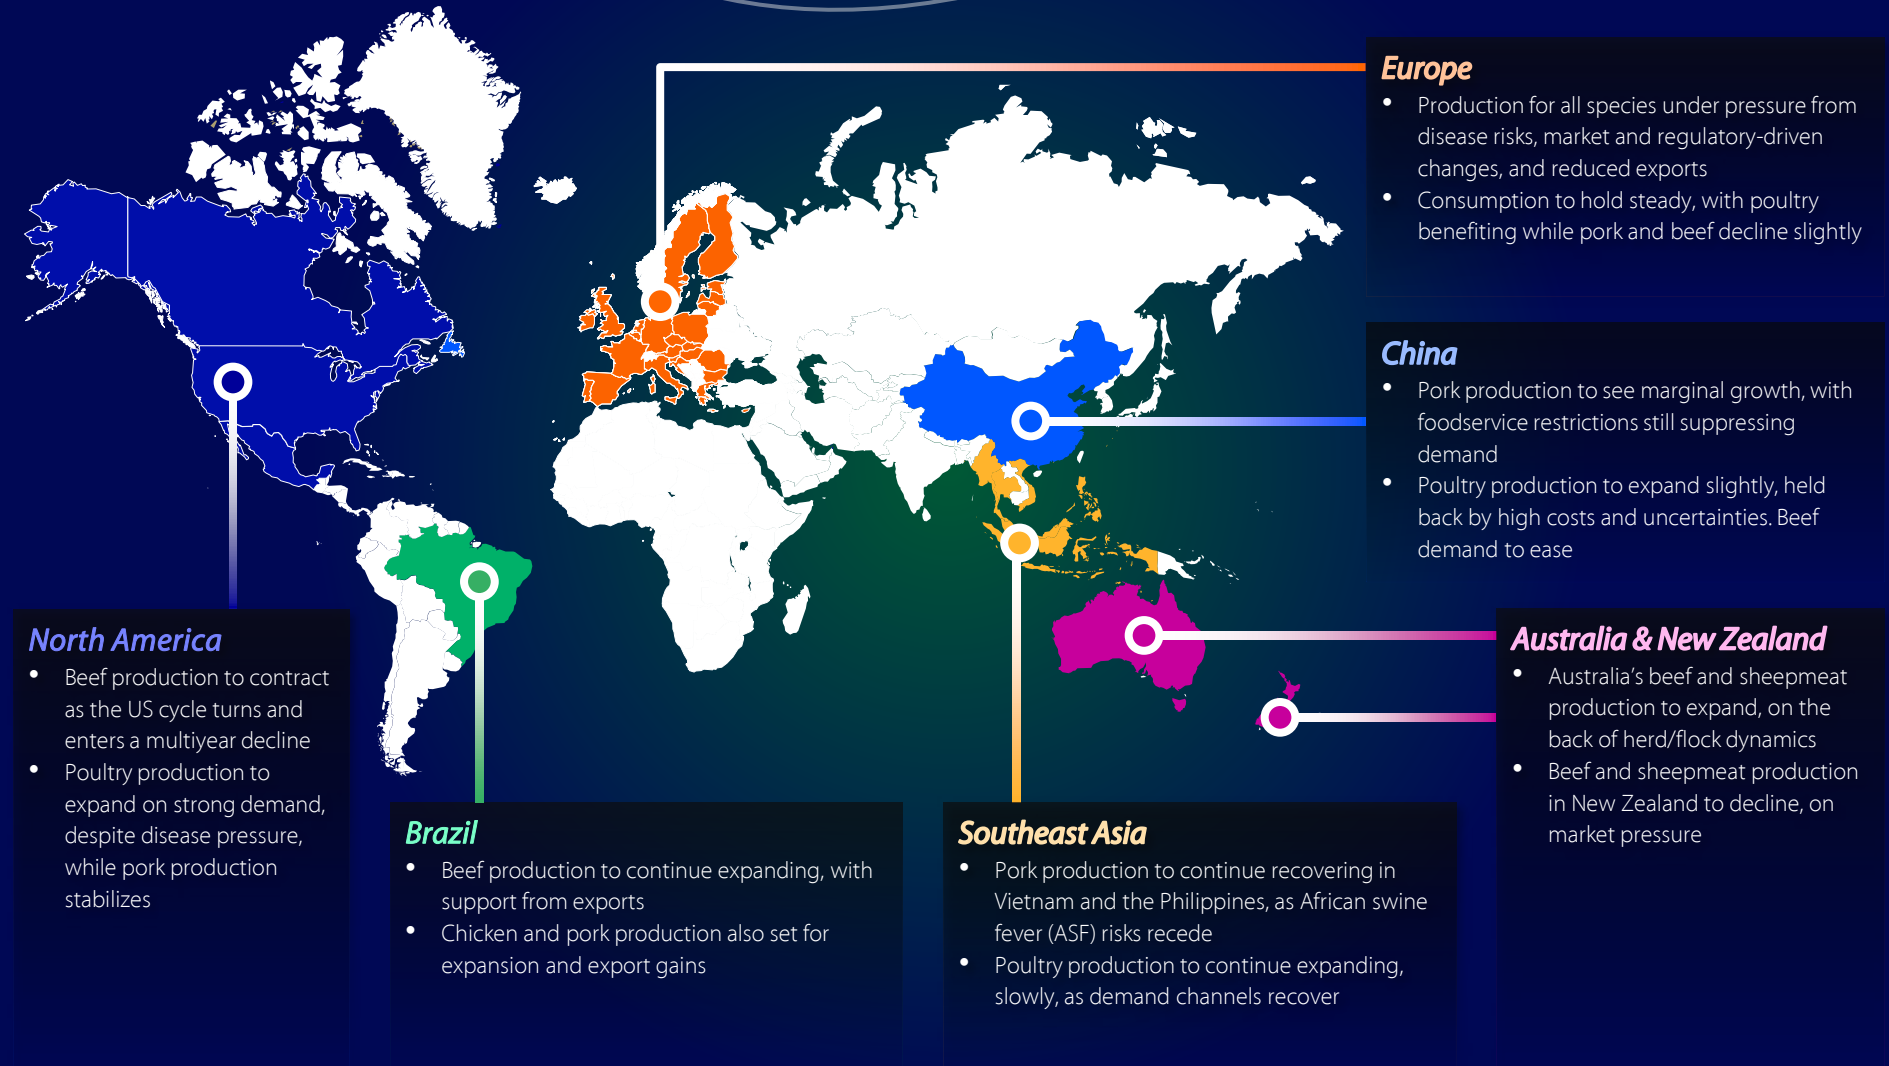 Europe
• Production for all species under pressure from
disease risks, market and regulatory-driven
changes, and reduced exports
• Consumption to hold steady, with poultry
benefiting while pork and beef decline slightly
China
• Pork production to see marginal growth, with
foodservice restrictions still suppressing
demand
• Poultry production to expand slightly, held
back by high costs and uncertainties. Beef
demand to ease
North America
• Beef production to contract
as the US cycle turns and
enters a multiyear decline
• Poultry production to
expand on strong demand,
despite disease pressure,
while pork production
stabilizes
Brazil
• Beef production to continue expanding, with
support from exports
• Chicken and pork production also set for
expansion and export gains
Southeast Asia
• Pork production to continue recovering in
Vietnam and the Philippines, as African swine
fever (ASF) risks recede
• Poultry production to continue expanding,
slowly, as demand channels recover
Australia & New Zealand
• Australia’s beef and sheepmeat
production to expand, on the
back of herd/flock dynamics
• Beef and sheepmeat production
in New Zealand to decline, on
market pressure